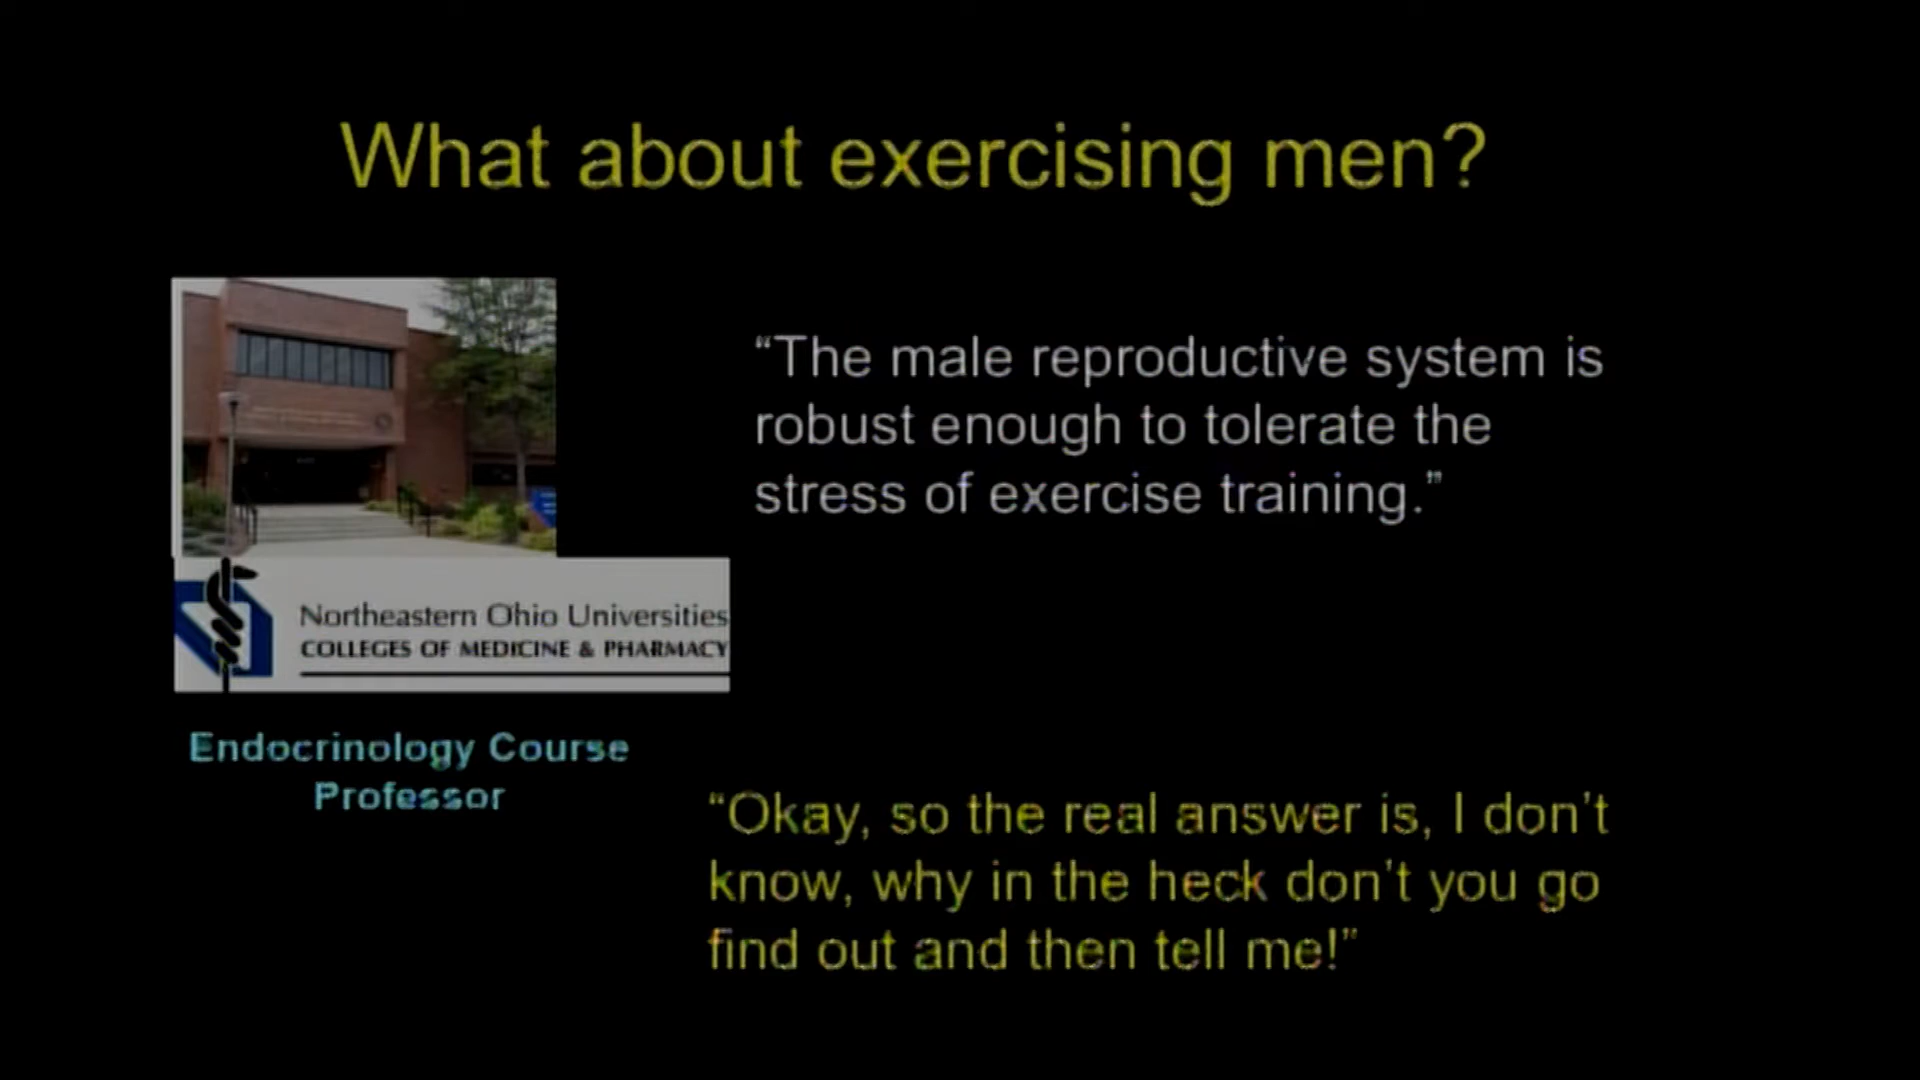 What about exercising men?
“The male reproductive system is
robust enough to tolerate the
stress of exercise training.”
Northeastern Ohio Universities
COLLEGES OF MEDICINE & PHARMACY
Endocrinology Course
Professor
“Okay, so the real answer is, I don’t
know, why in the heck don’t you go
find out and then tell me!”